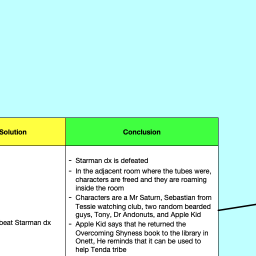 Solution
Conclusion
- Starman dx is defeated
- In the adjacent room where the tubes were,
characters are freed and they are roaming
inside the room
- Characters are a Mr Saturn, Sebastian from
Tessie watching club, two random bearded
guys, Tony, Dr Andonuts, and Apple Kid
beat Starman dx
- Apple Kid says that he returned the
Overcoming Shyness book to the library in
Onett, He reminds that it can be used to
help Tenda tribe